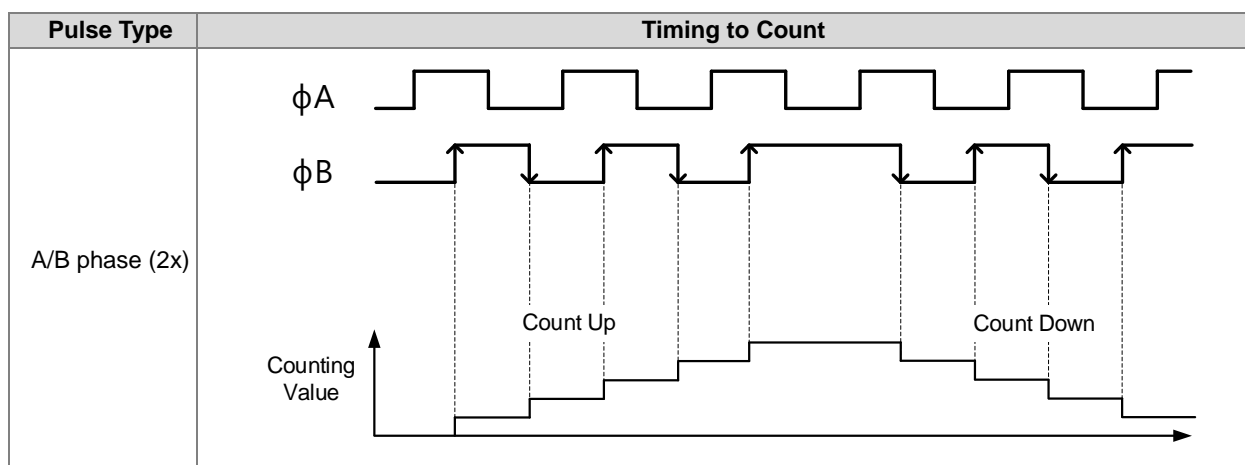 Pulse Type
Timing to Count
A/B phase (2x)
ϕA
ϕB
Count Up
Count Down
Counting
Value